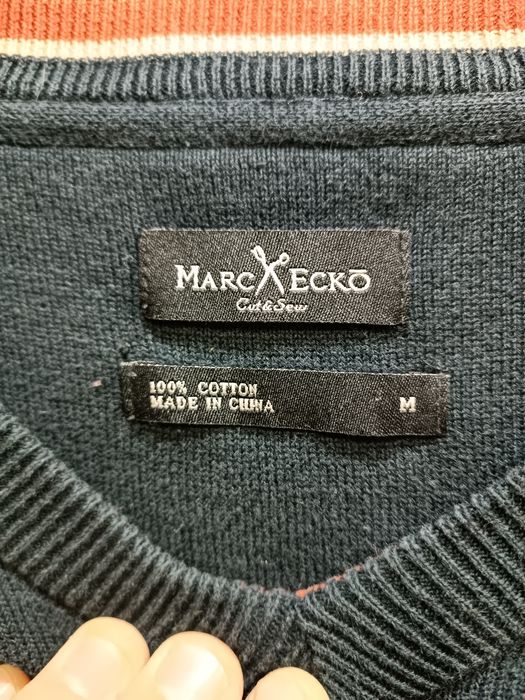 MARC ECKŌ
Cut & Sew
100% COTTON
MADE IN CHINA
M